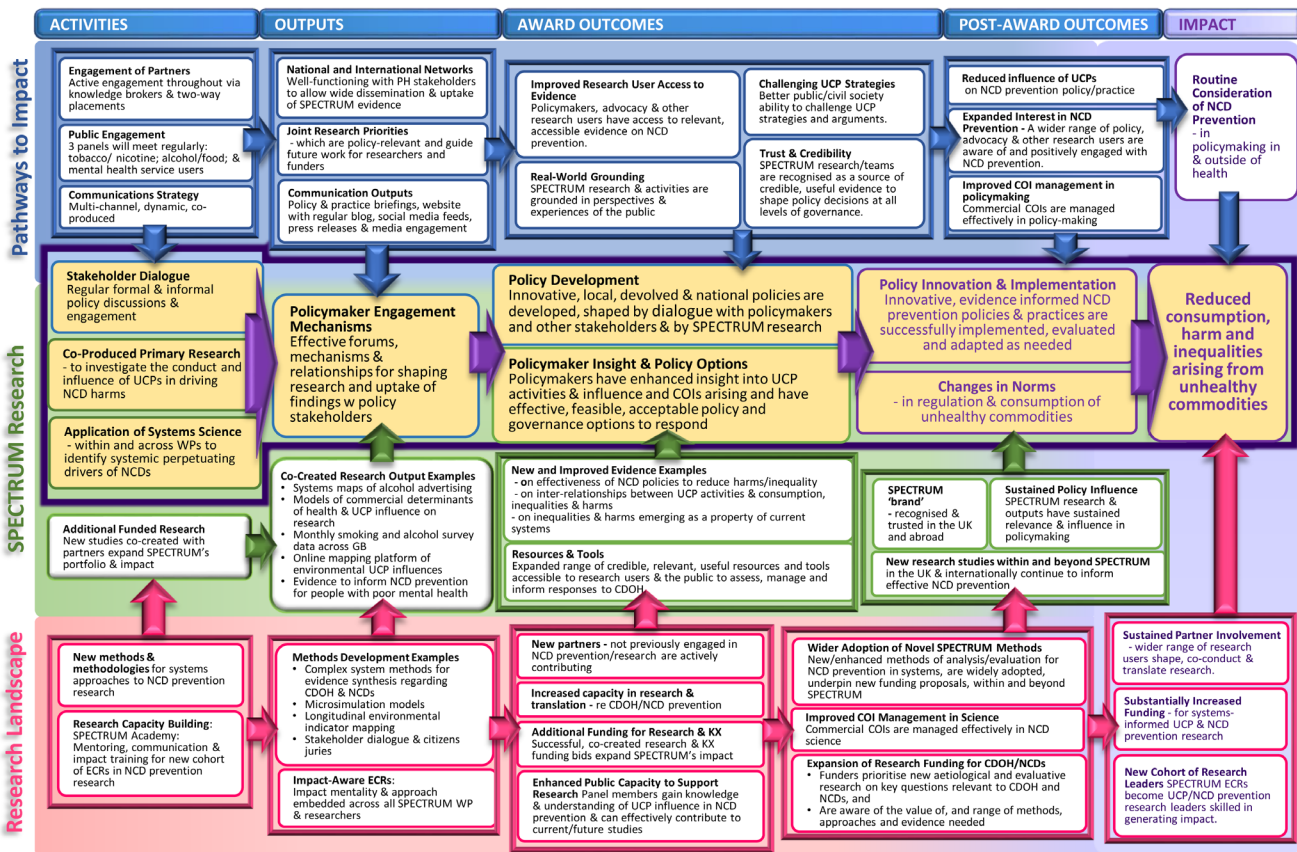 ACTIVITIES
OUTPUTS
AWARD OUTCOMES
POST-AWARD OUTCOMES
IMPACT
Pathways to Impact
Engagement of Partners
Active engagement throughout via
knowledge brokers & two-way
placements
Public Engagement
3 panels will meet regularly:
tobacco/ nicotine; alcohol/food; &
mental health service users
Communications Strategy
Multi-channel, dynamic, co-
produced
National and International Networks
Well-functioning with PH stakeholders
to allow wide dissemination & uptake
of SPECTRUM evidence
Joint Research Priorities
- which are policy-relevant and guide
future work for researchers and
funders
Communication Outputs
Policy & practice briefings, website
with regular blog, social media feeds,
press releases & media engagement
Improved Research User Access to
Evidence
Policymakers, advocacy & other
research users have access to relevant,
accessible evidence on NCD
prevention.
Real-World Grounding
SPECTRUM research & activities are
grounded in perspectives &
experiences of the public
Challenging UCP Strategies
Better public/civil society
ability to challenge UCP
strategies and arguments.
Trust & Credibility
SPECTRUM research/teams
are recognised as a source of
credible, useful evidence to
shape policy decisions at all
levels of governance.
Reduced influence of UCPs
on NCD prevention policy/practice
Expanded Interest in NCD
Prevention - A wider range of policy,
advocacy & other research users are
aware of and positively engaged with
NCD prevention.
Improved COI management in
policymaking
Commercial COIs are managed
effectively in policy-making
Routine
Consideration
of NCD
Prevention
- in
policymaking in
& outside of
health
SPECTRUM Research
Stakeholder Dialogue
Regular formal & informal
policy discussions &
engagement
Co-Produced Primary Research
- to investigate the conduct and
influence of UCPs in driving
NCD harms
Application of Systems Science
- within and across WPs to
identify systemic perpetuating
drivers of NCDs
Policymaker Engagement
Mechanisms
Effective forums,
mechanisms &
relationships for shaping
research and uptake of
findings w policy
stakeholders
Policy Development
Innovative, local, devolved & national policies are
developed, shaped by dialogue with policymakers
and other stakeholders & by SPECTRUM research
Policymaker Insight & Policy Options
Policymakers have enhanced insight into UCP
activities & influence and COIs arising and have
effective, feasible, acceptable policy and
governance options to respond
Policy Innovation & Implementation
Innovative, evidence informed NCD
prevention policies & practices are
successfully implemented, evaluated
and adapted as needed
Changes in Norms
- in regulation & consumption of
unhealthy commodities
Reduced
consumption,
harm and
inequalities
arising from
unhealthy
commodities
Additional Funded Research
New studies co-created with
partners expand SPECTRUM's
portfolio & impact
Co-Created Research Output Examples
• Systems maps of alcohol advertising
• Models of commercial determinants
of health & UCP influence on
research
• Monthly smoking and alcohol survey
data across GB
• Online mapping platform of
environmental UCP influences
• Evidence to inform NCD prevention
for people with poor mental health
New and Improved Evidence Examples
- on effectiveness of NCD policies to reduce harms/inequality
- on inter-relationships between UCP activities & consumption,
inequalities & harms
- on inequalities & harms emerging as a property of current
systems
Resources & Tools
Expanded range of credible, relevant, useful resources and tools
accessible to research users & the public to assess, manage and
inform responses to CDOH
SPECTRUM
'brand'
- recognised &
trusted in the UK
and abroad
Sustained Policy Influence
SPECTRUM research &
outputs have sustained
relevance & influence in
policymaking
New research studies within and beyond SPECTRUM
in the UK & internationally continue to inform
effective NCD prevention
Research Landscape
New methods &
methodologies for systems
approaches to NCD prevention
research
Research Capacity Building:
SPECTRUM Academy:
Mentoring, communication &
impact training for new cohort
of ECRs in NCD prevention
research
Methods Development Examples
• Complex system methods for
evidence synthesis regarding
CDOH & NCDs
• Microsimulation models
• Longitudinal environmental
indicator mapping
• Stakeholder dialogue & citizens
juries
Impact-Aware ECRs:
Impact mentality & approach
embedded across all SPECTRUM WP
& researchers
New partners - not previously engaged in
NCD prevention/research are actively
contributing
Increased capacity in research &
translation - re CDOH/NCD prevention
Additional Funding for Research & KX
Successful, co-created research & KX
funding bids expand SPECTRUM's impact
Enhanced Public Capacity to Support
Research Panel members gain knowledge
& understanding of UCP influence in NCD
prevention & can effectively contribute to
current/future studies
Wider Adoption of Novel SPECTRUM Methods
New/enhanced methods of analysis/evaluation for
NCD prevention in systems, are widely adopted,
underpin new funding proposals, within and beyond
SPECTRUM
Improved COI Management in Science
Commercial COIs are managed effectively in NCD
science
Expansion of Research Funding for CDOH/NCDs
• Funders prioritise new aetiological and evaluative
research on key questions relevant to CDOH and
NCDs, and
• Are aware of the value of, and range of methods,
approaches and evidence needed
Sustained Partner Involvement
- wider range of research
users shape, co-conduct &
translate research.
Substantially Increased
Funding - for systems-
informed UCP & NCD
prevention research
New Cohort of Research
Leaders SPECTRUM ECRs
become UCP/NCD prevention
research leaders skilled in
generating impact.